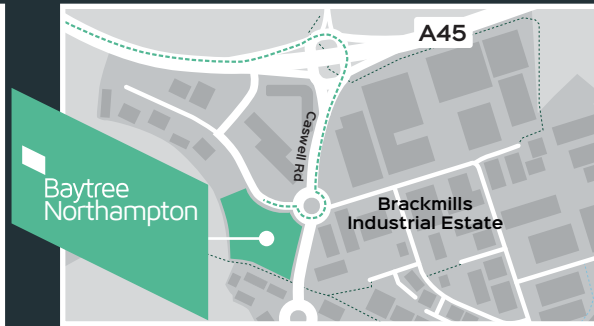 A45
Caswell Rd
Baytree
Northampton
Brackmills
Industrial Estate